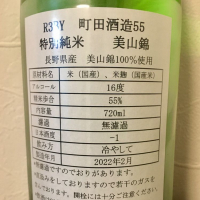 R3BY 町田酒造55
特別純米 美山錦
長野県産 美山錦100%使用
原材料名 米(国産)、米麹(国産米)
アルコール 16度
精米歩合 55%
内容量 720ml
濾過 無濾過
日本酒度 -1
飲み方 冷やして
製造年月 2022年2月